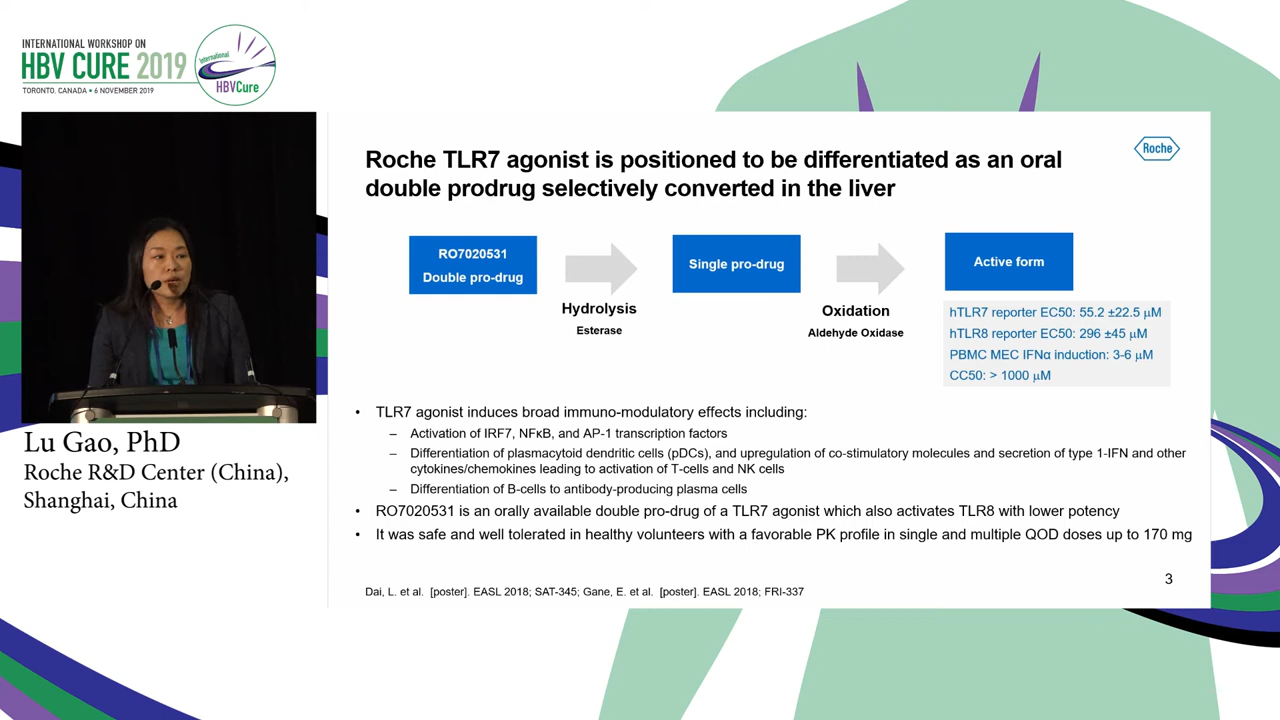 INTERNATIONAL WORKSHOP ON
HBV CURE 2019
TORONTO, CANADA • 6 NOVEMBER 2019
International
HBVCure
Roche TLR7 agonist is positioned to be differentiated as an oral
double prodrug selectively converted in the liver
Roche
RO7020531
Double pro-drug
Hydrolysis
Esterase
Single pro-drug
Oxidation
Aldehyde Oxidase
Active form
hTLR7 reporter EC50: 55.2 ±22.5 μM
hTLR8 reporter EC50: 296 ±45 μM
PBMC MEC IFNα induction: 3-6 μM
CC50: > 1000 μM
• TLR7 agonist induces broad immuno-modulatory effects including:
– Activation of IRF7, NFκB, and AP-1 transcription factors
– Differentiation of plasmacytoid dendritic cells (pDCs), and upregulation of co-stimulatory molecules and secretion of type 1-IFN and other
cytokines/chemokines leading to activation of T-cells and NK cells
– Differentiation of B-cells to antibody-producing plasma cells
• RO7020531 is an orally available double pro-drug of a TLR7 agonist which also activates TLR8 with lower potency
• It was safe and well tolerated in healthy volunteers with a favorable PK profile in single and multiple QOD doses up to 170 mg
3
Dai, L. et al. [poster]. EASL 2018; SAT-345; Gane, E. et al. [poster]. EASL 2018; FRI-337
Lu Gao, PhD
Roche R&D Center (China),
Shanghai, China